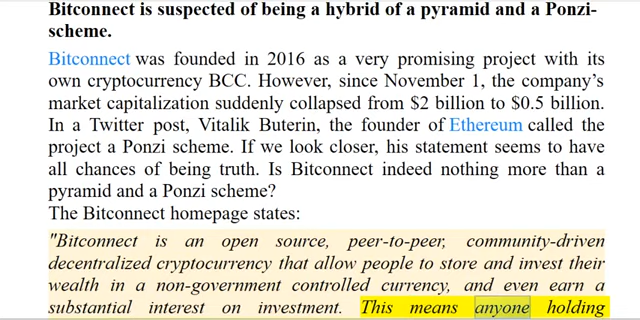 Bitconnect is suspected of being a hybrid of a pyramid and a Ponzi-
scheme.
Bitconnect was founded in 2016 as a very promising project with its
own cryptocurrency BCC. However, since November 1, the company's
market capitalization suddenly collapsed from $2 billion to $0.5 billion.
In a Twitter post, Vitalik Buterin, the founder of Ethereum called the
project a Ponzi scheme. If we look closer, his statement seems to have
all chances of being truth. Is Bitconnect indeed nothing more than a
pyramid and a Ponzi scheme?
The Bitconnect homepage states:
"Bitconnect is an open source, peer-to-peer, community-driven
decentralized cryptocurrency that allow people to store and invest their
wealth in a non-government controlled currency, and even earn a
substantial interest on investment. This means anyone holding